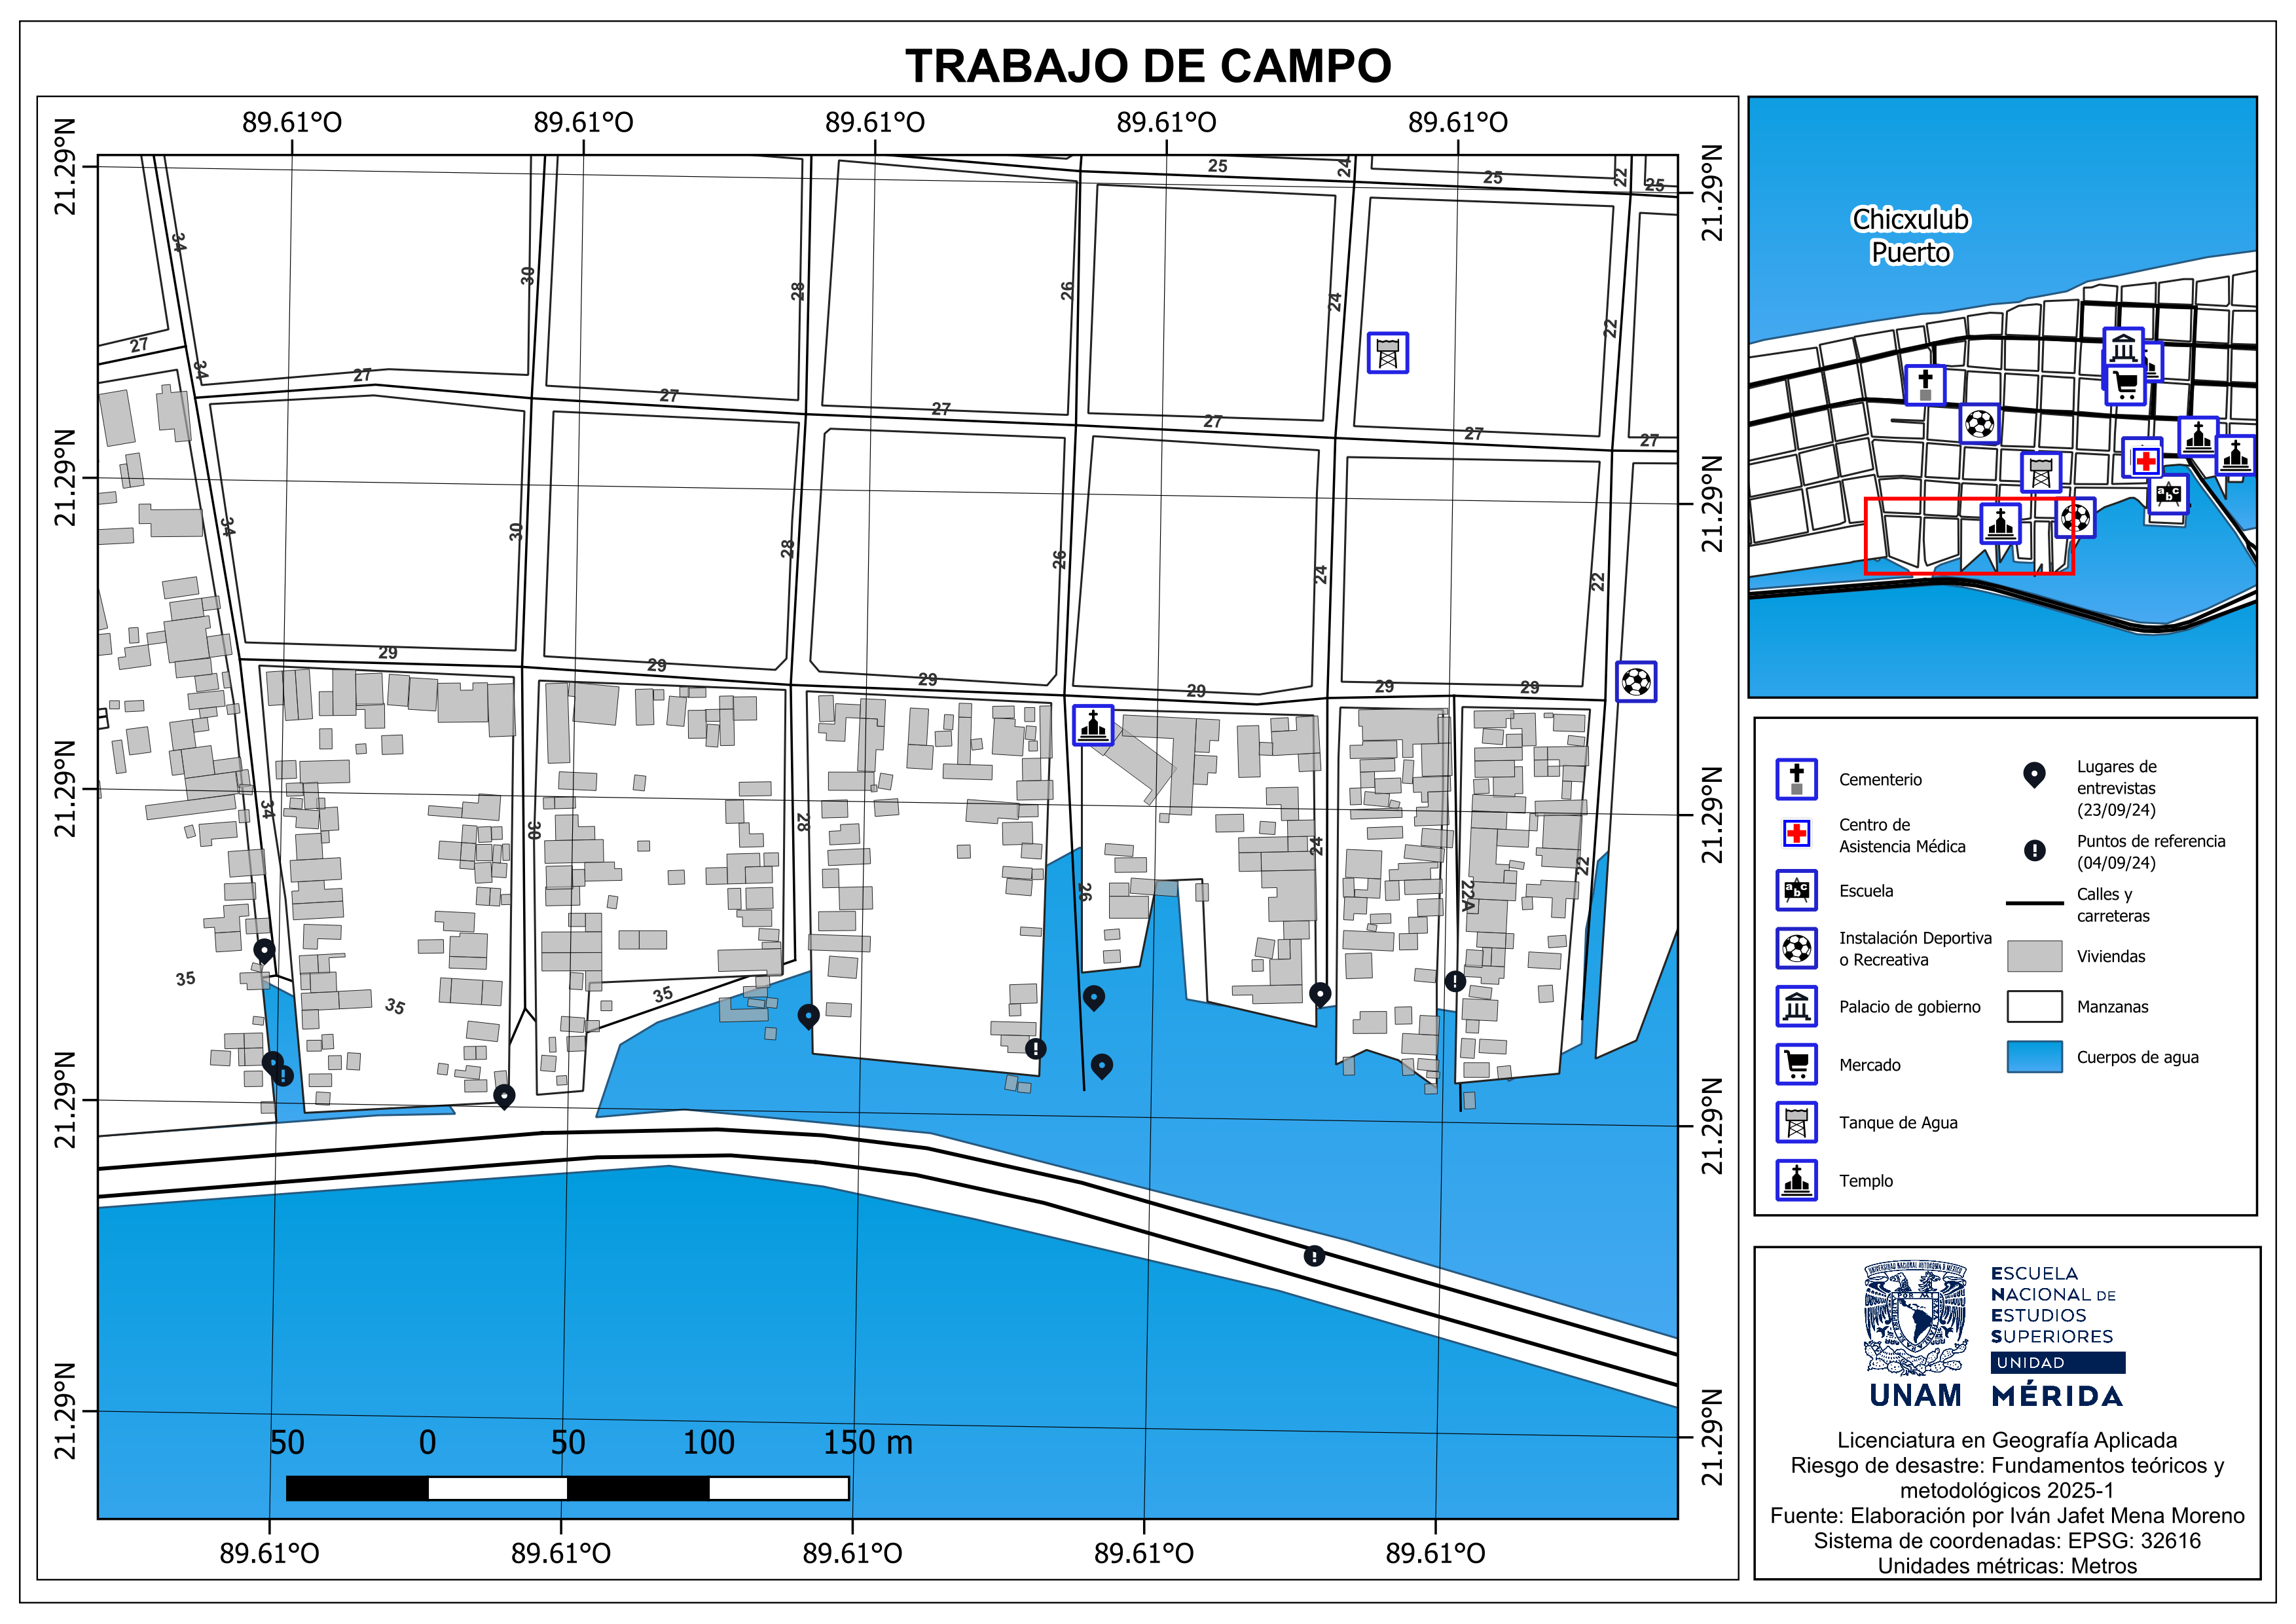 TRABAJO DE CAMPO
89.61°O
89.61°O
89.61°O
89.61°O
89.61°O
21.29°N
21.29°N
21.29°N
21.29°N
21.29°N
21.29°N
21.29°N
21.29°N
21.29°N
21.29°N
25
24
25
22
25
34
30
28
26
24
22
27
34
27
27
27
27
27
27
34
30
28
26
24
22
29
29
29
29
29
29
34
30
28
26
24
22A
22
35
35
35
50
0
50
100
150 m
89.61°O
89.61°O
89.61°O
89.61°O
89.61°O
Chicxulub
Puerto
Cementerio
Centro de
Asistencia Médica
abc
Escuela
Instalación Deportiva
o Recreativa
Palacio de gobierno
Mercado
Tanque de Agua
Templo
Lugares de
entrevistas
(23/09/24)
Puntos de referencia
(04/09/24)
Calles y
carreteras
Viviendas
Manzanas
Cuerpos de agua
UNAM
ESCUELA
NACIONAL DE
ESTUDIOS
SUPERIORES
UNIDAD
MÉRIDA
Licenciatura en Geografía Aplicada
Riesgo de desastre: Fundamentos teóricos y
metodológicos 2025-1
Fuente: Elaboración por Iván Jafet Mena Moreno
Sistema de coordenadas: EPSG: 32616
Unidades métricas: Metros